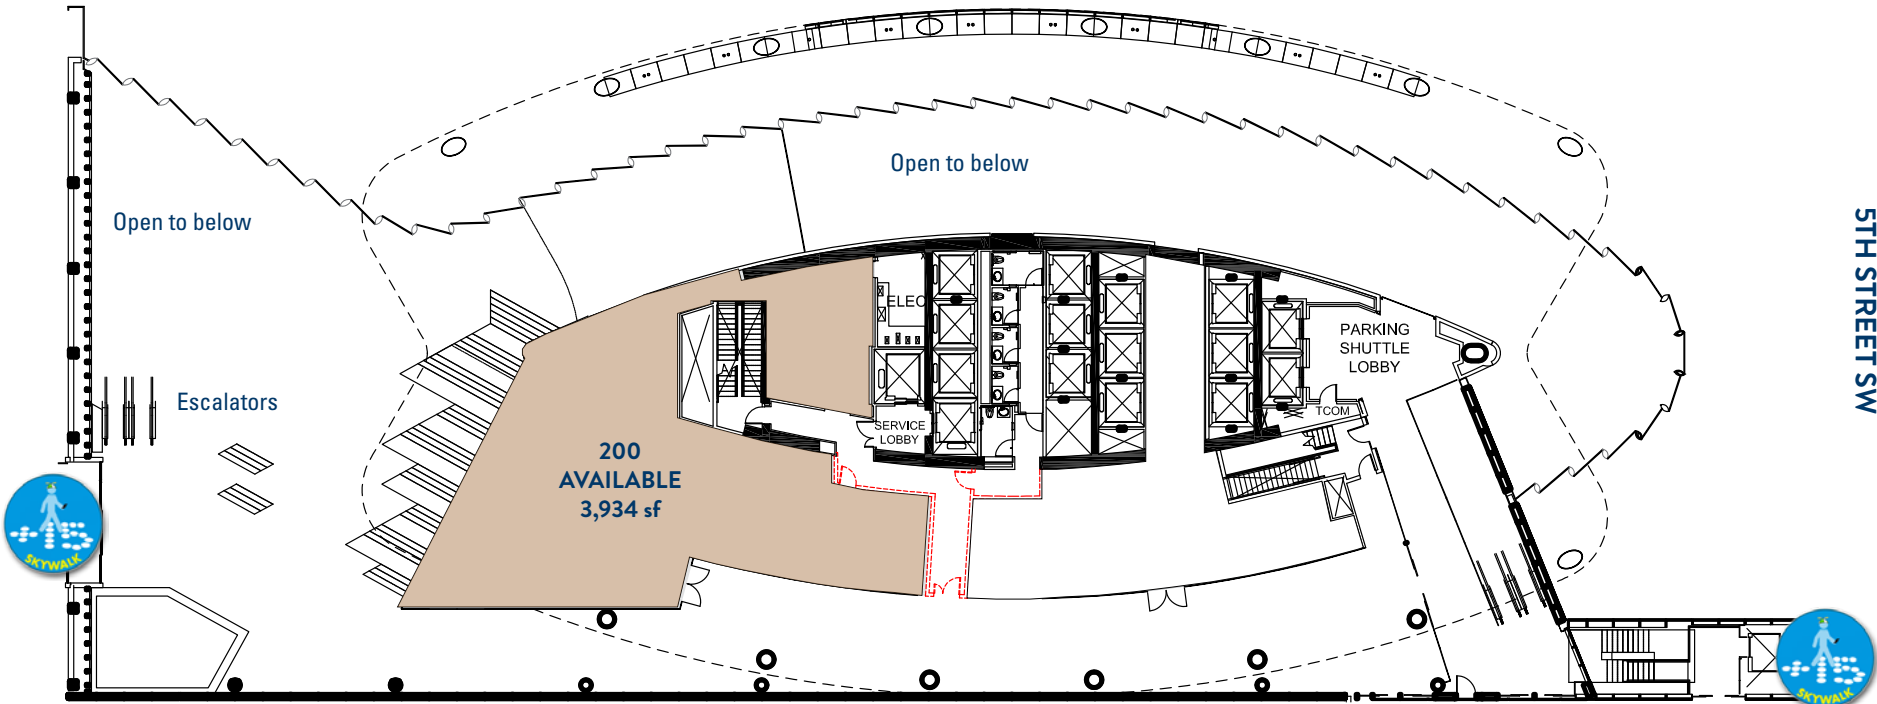 Open to below
Open to below
5TH STREET SW
ELEC
PARKING
SHUTTLE
LOBBY
Escalators
TCOM
SERVICE
LOBBY
200
AVAILABLE
3,934 sf
SKYWALK
SKYWALK